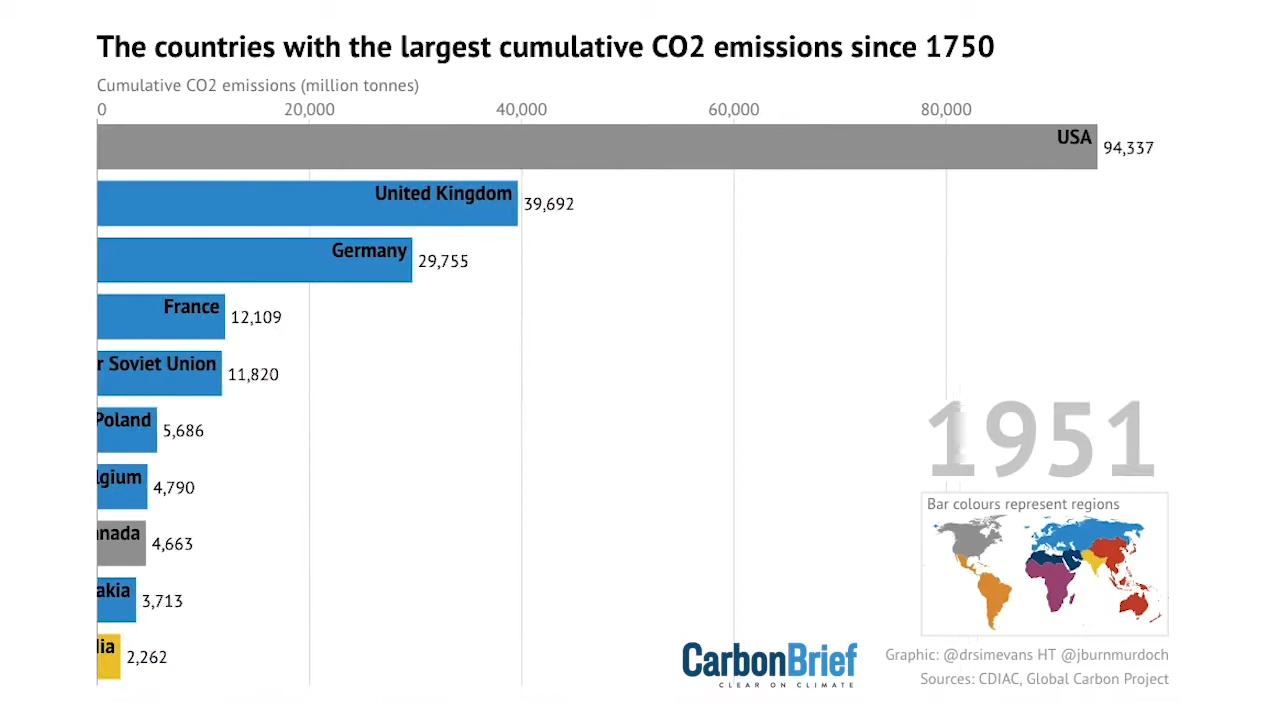 The countries with the largest cumulative CO2 emissions since 1750
Cumulative CO2 emissions (million tonnes)
0 20,000 40,000 60,000 80,000
USA 94,337
United Kingdom 39,692
Germany 29,755
France 12,109
r Soviet Union 11,820
Poland 5,686
lgium 4,790
nada 4,663
akia 3,713
lia 2,262
1951
Bar colours represent regions
CarbonBrief
CLEAR ON CLIMATE
Graphic: @drsimevans HT @jburnmurdoch
Sources: CDIAC, Global Carbon Project